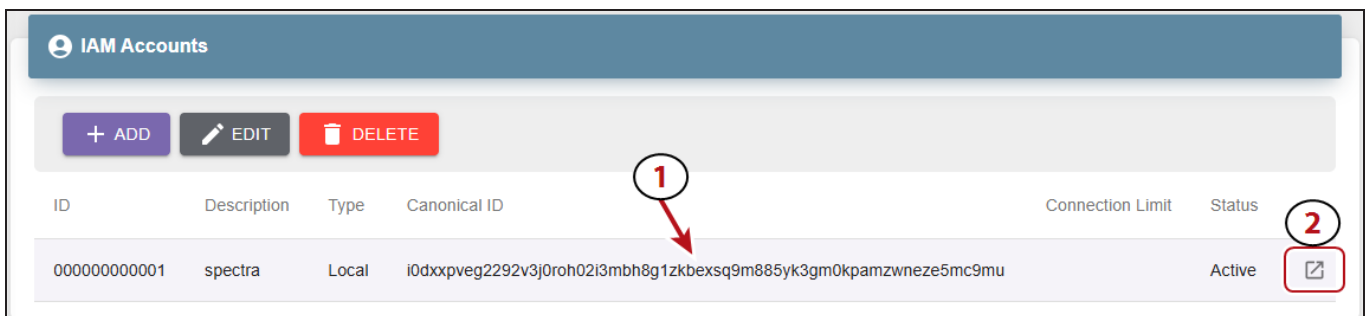 IAM Accounts
ADD EDIT DELETE
1
ID Description Type Canonical ID Connection Limit Status
2
000000000001 spectra Local i0dxxpveg2292v3j0roh02i3mbh8g1zkbexsq9m885yk3gm0kpamzwneze5mc9mu Active